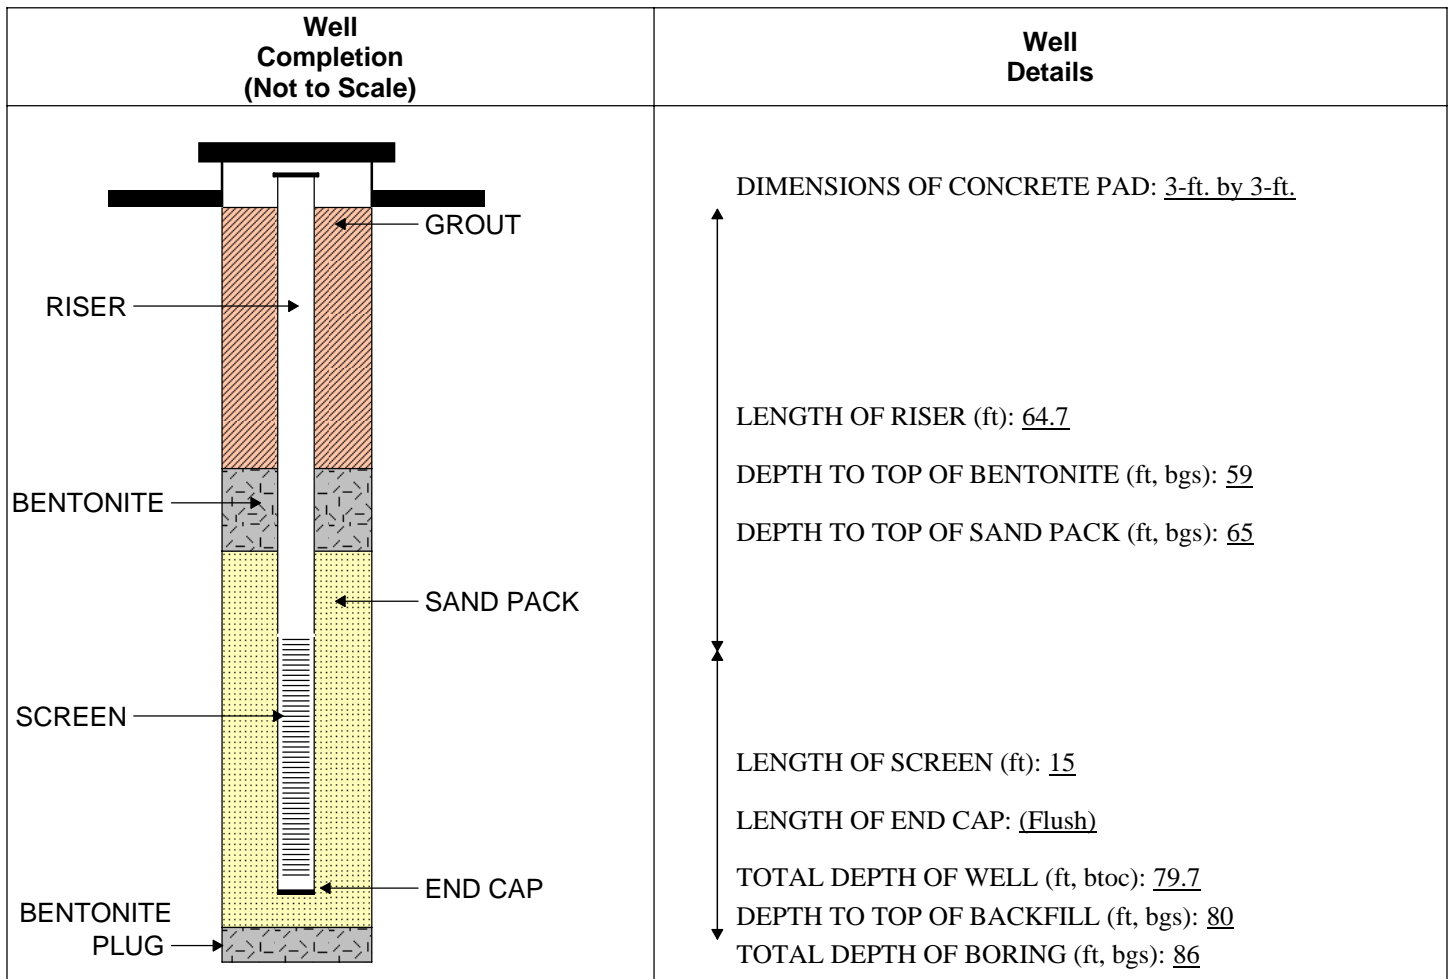 Well
Completion
(Not to Scale)
Well
Details
GROUT
RISER
BENTONITE
SAND PACK
SCREEN
END CAP
BENTONITE
PLUG
DIMENSIONS OF CONCRETE PAD: 3-ft. by 3-ft.
LENGTH OF RISER (ft): 64.7
DEPTH TO TOP OF BENTONITE (ft, bgs): 59
DEPTH TO TOP OF SAND PACK (ft, bgs): 65
LENGTH OF SCREEN (ft): 15
LENGTH OF END CAP: (Flush)
TOTAL DEPTH OF WELL (ft, btoc): 79.7
DEPTH TO TOP OF BACKFILL (ft, bgs): 80
TOTAL DEPTH OF BORING (ft, bgs): 86